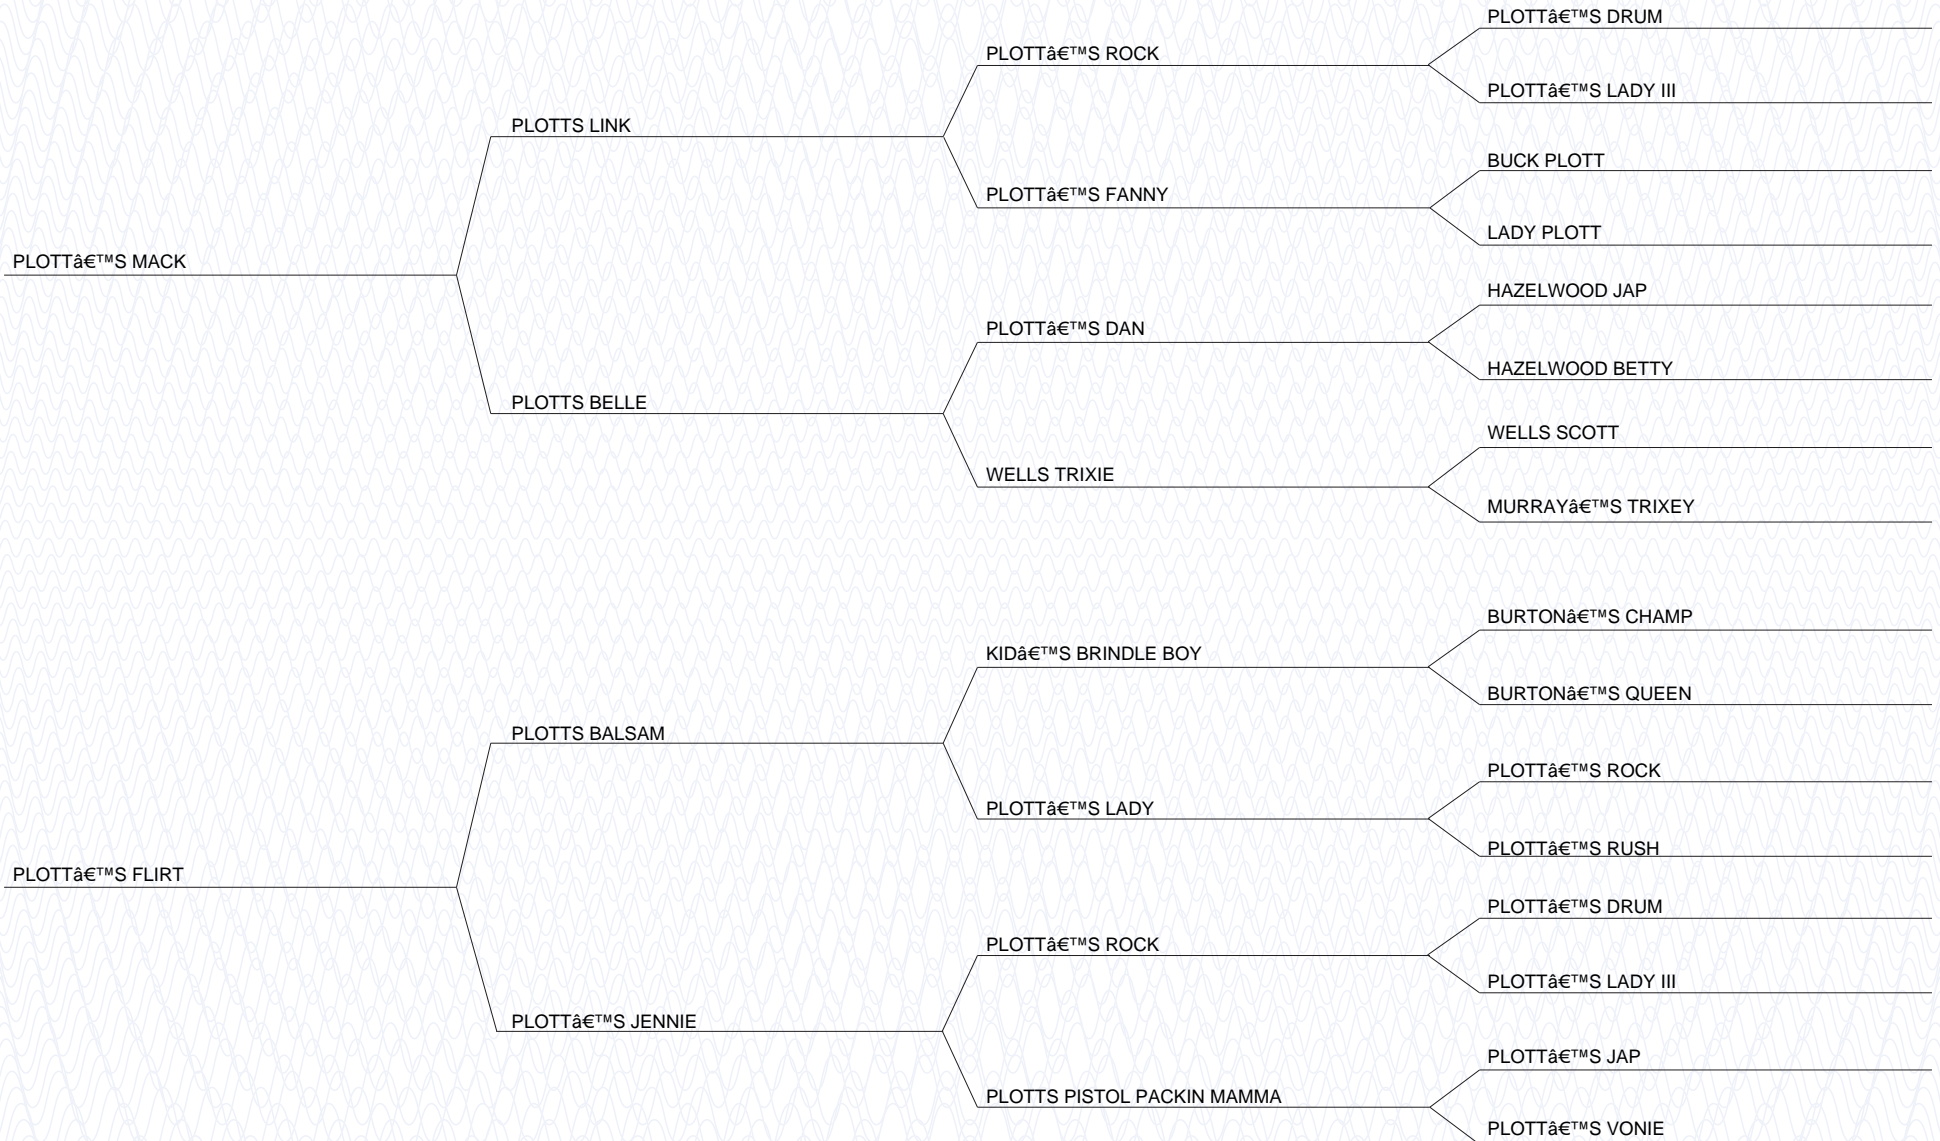 PLOTTâ€™S DRUM
PLOTTâ€™S ROCK
PLOTTâ€™S LADY III
PLOTTS LINK
BUCK PLOTT
PLOTTâ€™S FANNY
LADY PLOTT
PLOTTâ€™S MACK
HAZELWOOD JAP
PLOTTâ€™S DAN
HAZELWOOD BETTY
PLOTTS BELLE
WELLS SCOTT
WELLS TRIXIE
MURRAYâ€™S TRIXEY
BURTONâ€™S CHAMP
KIDâ€™S BRINDLE BOY
BURTONâ€™S QUEEN
PLOTTS BALSAM
PLOTTâ€™S ROCK
PLOTTâ€™S LADY
PLOTTâ€™S RUSH
PLOTTâ€™S FLIRT
PLOTTâ€™S DRUM
PLOTTâ€™S ROCK
PLOTTâ€™S LADY III
PLOTTâ€™S JENNIE
PLOTTâ€™S JAP
PLOTTS PISTOL PACKIN MAMMA
PLOTTâ€™S VONIE